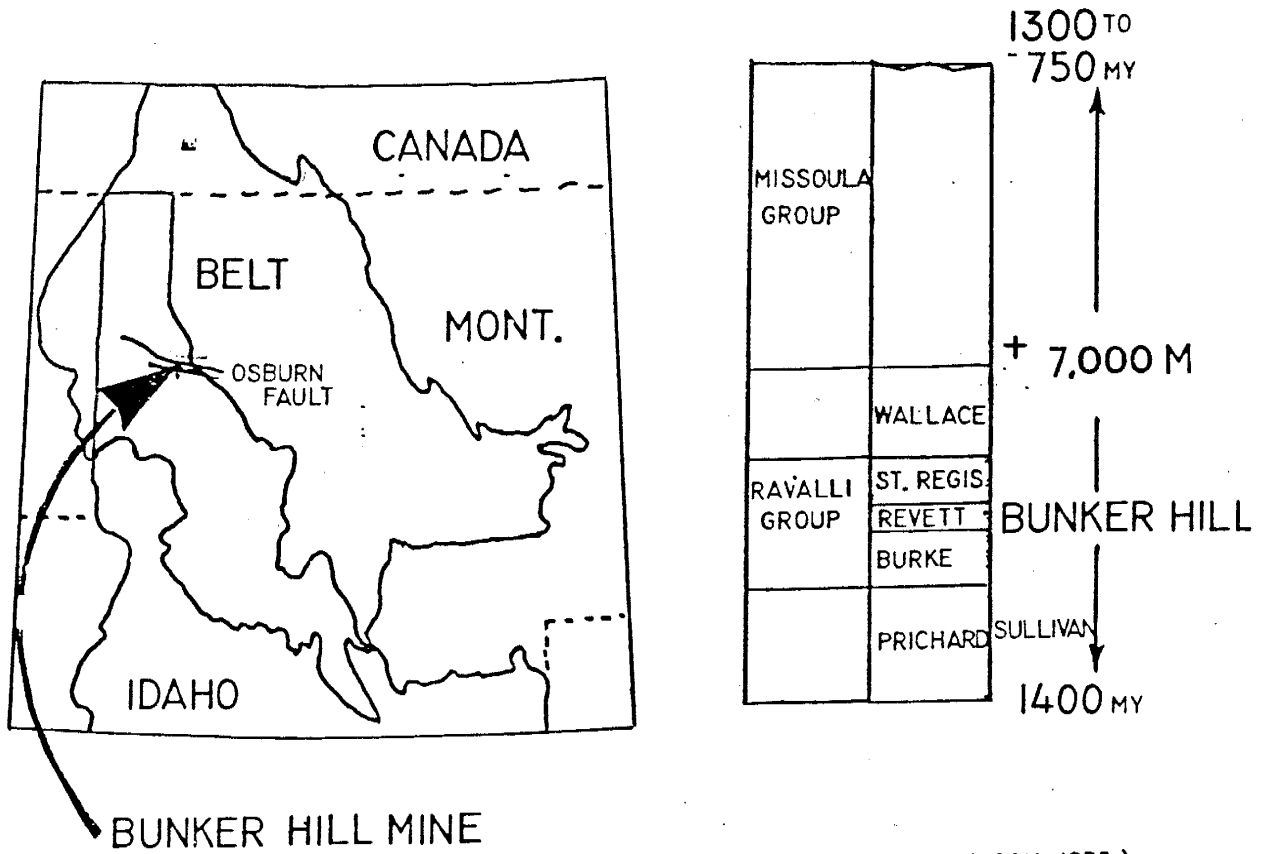 CANADA
BELT
MONT.
OSBURN
FAULT
IDAHO
BUNKER HILL MINE
1300 TO
750 MY
MISSOULA
GROUP
+ 7,000 M
WALLACE
RAVALLI
GROUP
ST. REGIS
REVETT
BUNKER HILL
BURKE
PRICHARD
SULLIVAN
1400 MY